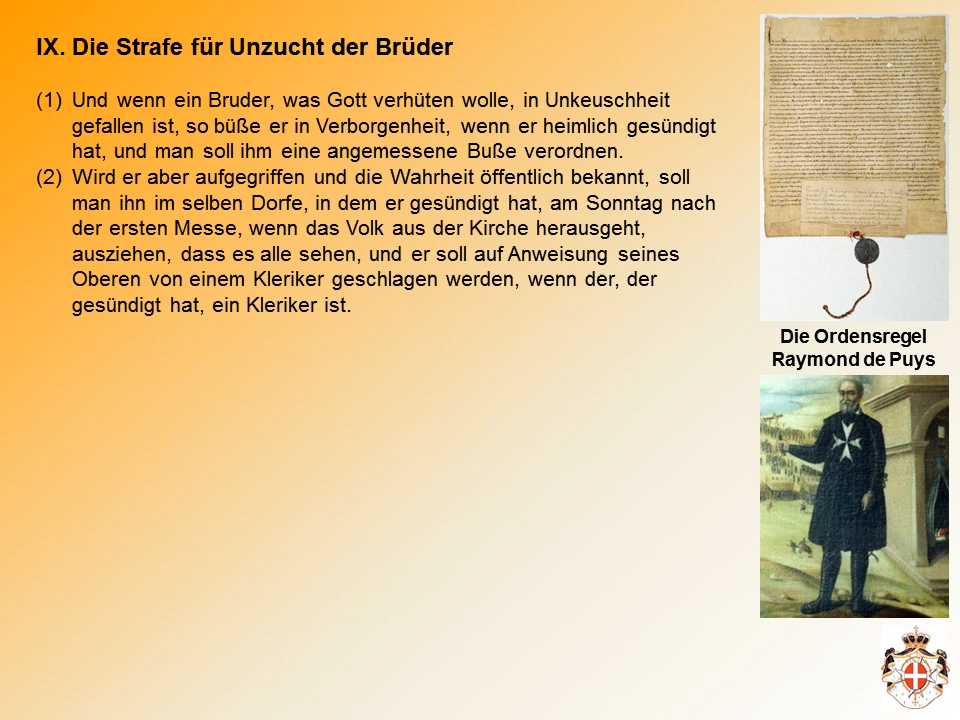 IX. Die Strafe für Unzucht der Brüder
(1) Und wenn ein Bruder, was Gott verhüten wolle, in Unkeuschheit
gefallen ist, so büße er in Verborgenheit, wenn er heimlich gesündigt
hat, und man soll ihm eine angemessene Buße verordnen.
(2) Wird er aber aufgegriffen und die Wahrheit öffentlich bekannt, soll
man ihn im selben Dorfe, in dem er gesündigt hat, am Sonntag nach
der ersten Messe, wenn das Volk aus der Kirche herausgeht,
ausziehen, dass es alle sehen, und er soll auf Anweisung seines
Oberen von einem Kleriker geschlagen werden, wenn der, der
gesündigt hat, ein Kleriker ist.
Die Ordensregel
Raymond de Puys